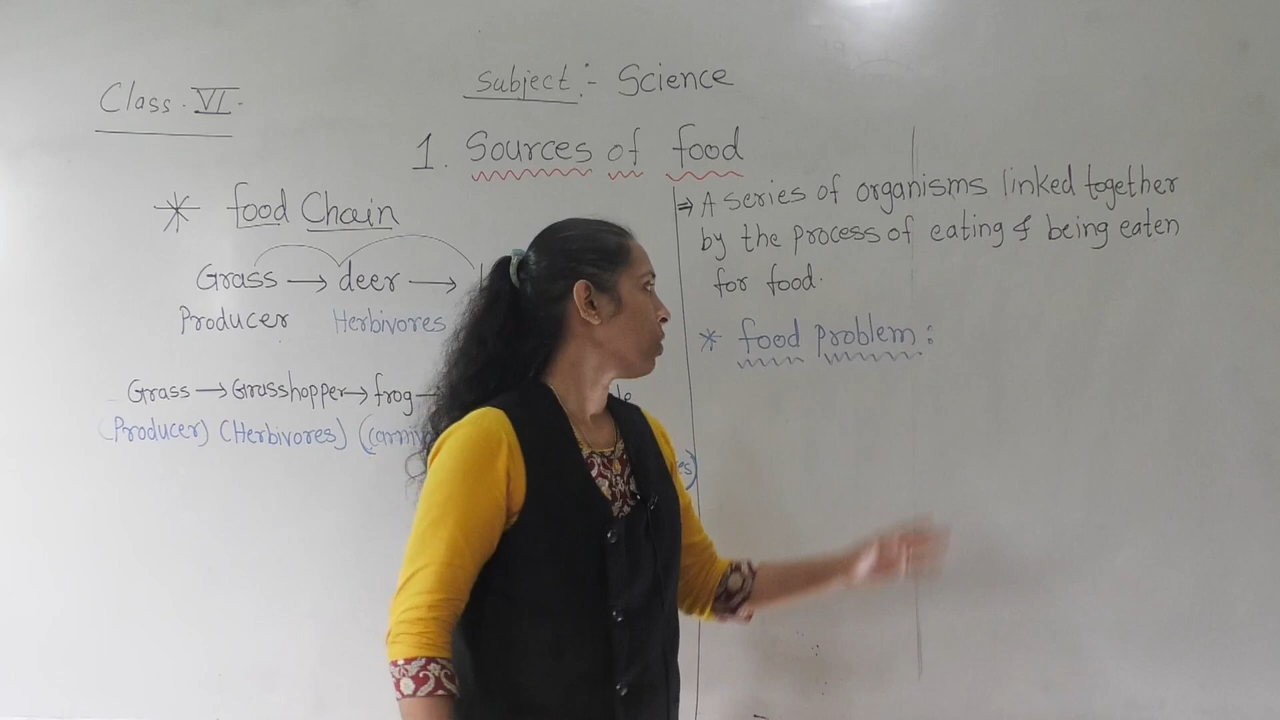 Class. VI.
Subject:- Science
1. Sources of food
* food Chain
Grass → deer →
Producer Herbivores
Grass → Grasshopper → frog →
(Producer) (Herbivores)
⇒ A series of organisms linked together
by the process of eating & being eaten
for food.
* food problem: